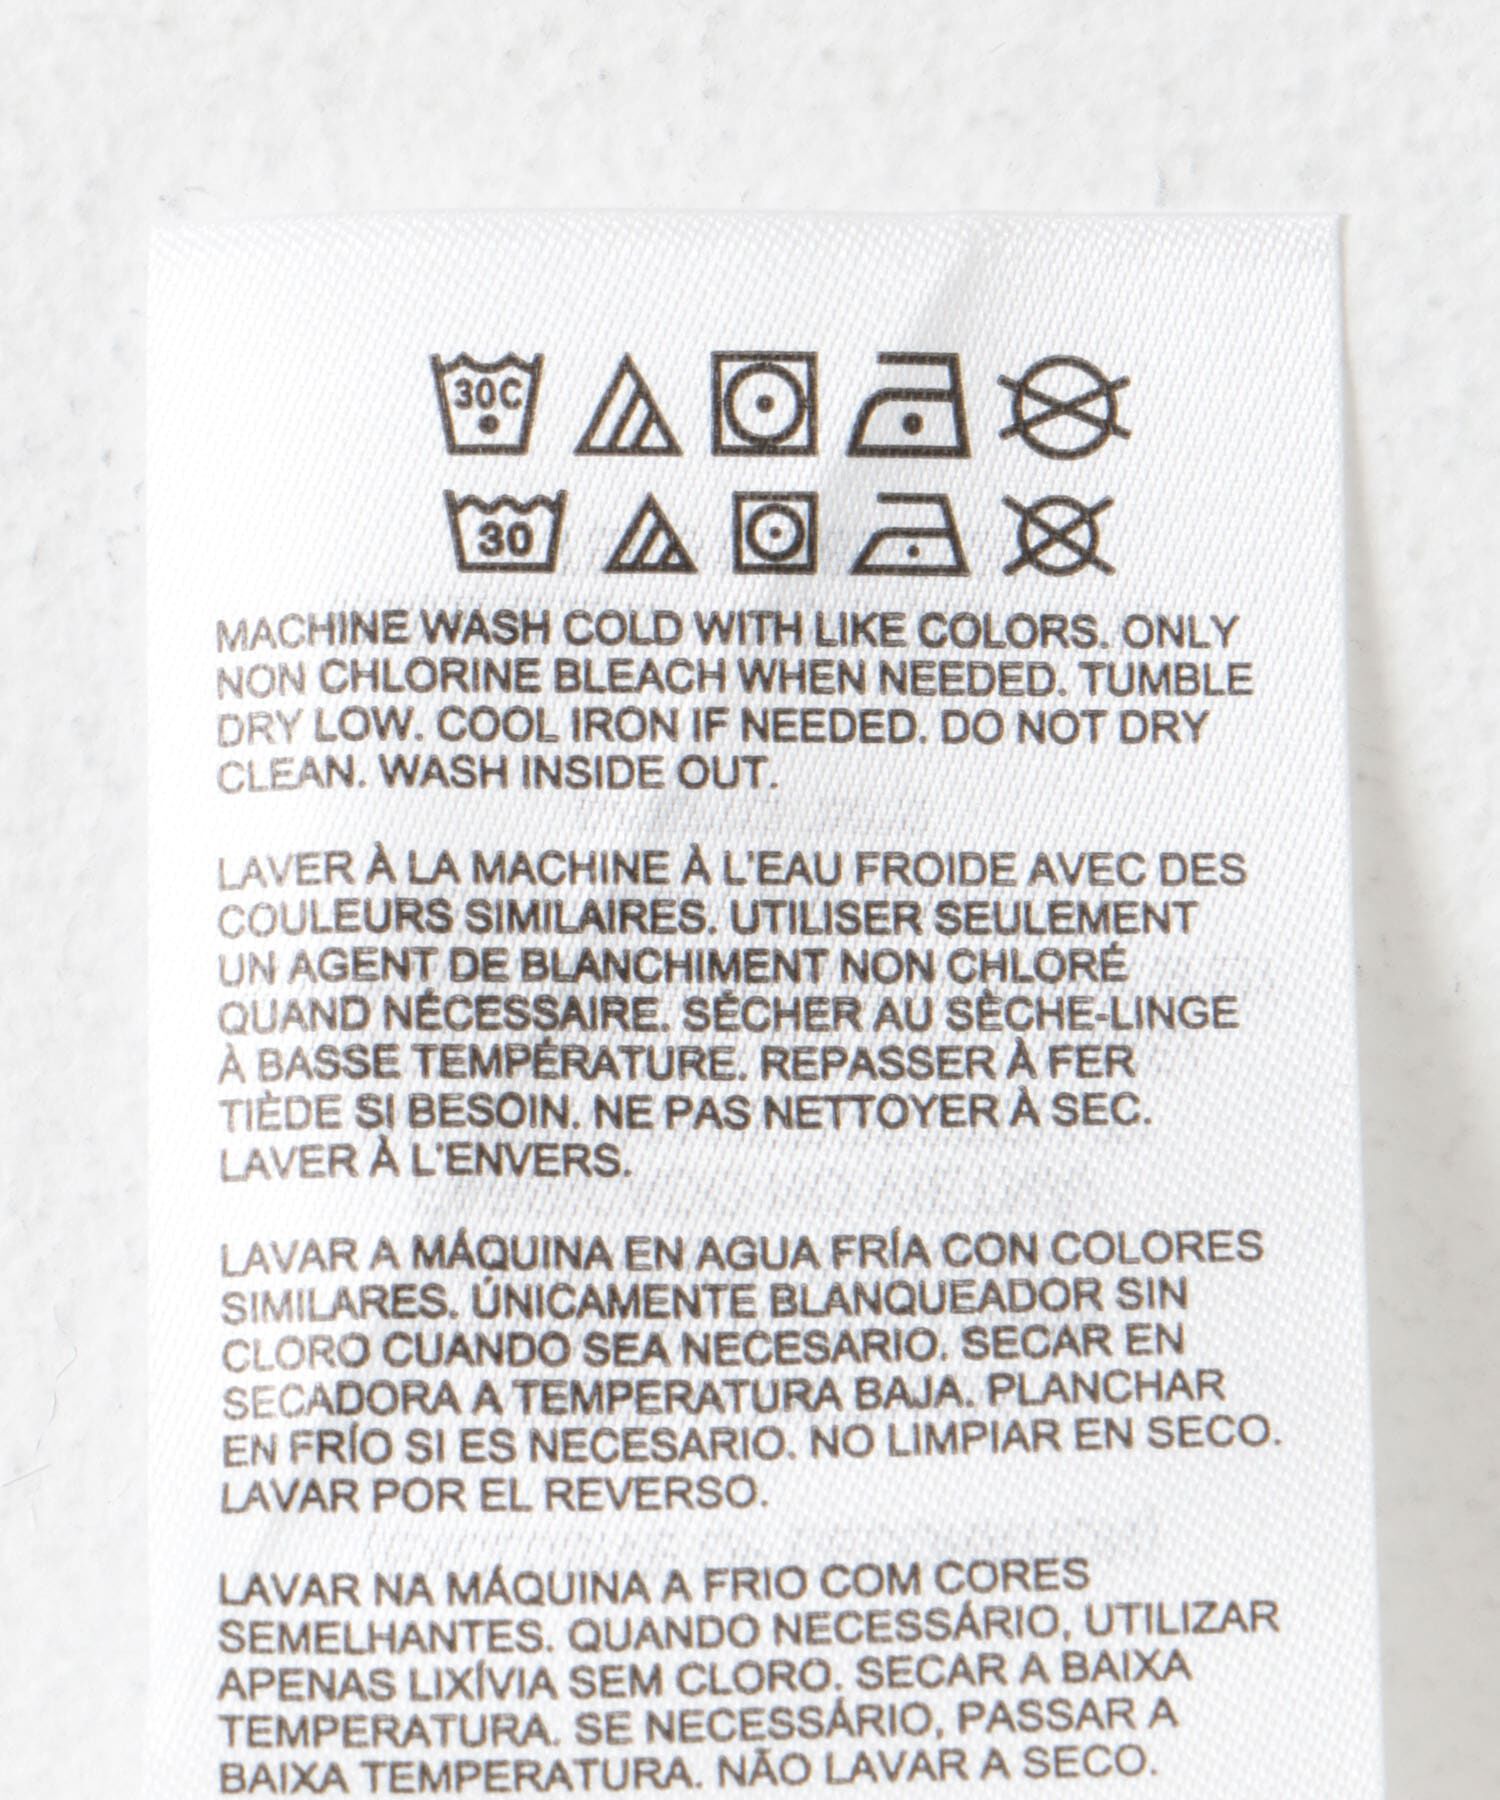 30C
30
MACHINE WASH COLD WITH LIKE COLORS. ONLY
NON CHLORINE BLEACH WHEN NEEDED. TUMBLE
DRY LOW. COOL IRON IF NEEDED. DO NOT DRY
CLEAN. WASH INSIDE OUT.
LAVER À LA MACHINE À L'EAU FROIDE AVEC DES
COULEURS SIMILAIRES. UTILISER SEULEMENT
UN AGENT DE BLANCHIMENT NON CHLORÉ
QUAND NÉCESSAIRE. SÉCHER AU SÈCHE-LINGE
À BASSE TEMPÉRATURE. REPASSER À FER
TIÈDE SI BESOIN. NE PAS NETTOYER À SEC.
LAVER À L'ENVERS.
LAVAR A MÁQUINA EN AGUA FRÍA CON COLORES
SIMILARES. ÚNICAMENTE BLANQUEADOR SIN
CLORO CUANDO SEA NECESARIO. SECAR EN
SECADORA A TEMPERATURA BAJA. PLANCHAR
EN FRÍO SI ES NECESARIO. NO LIMPIAR EN SECO.
LAVAR POR EL REVERSO.
LAVAR NA MÁQUINA A FRIO COM CORES
SEMELHANTES. QUANDO NECESSÁRIO, UTILIZAR
APENAS LIXÍVIA SEM CLORO. SECAR A BAIXA
TEMPERATURA. SE NECESSÁRIO, PASSAR A
BAIXA TEMPERATURA. NÃO LAVAR A SECO.